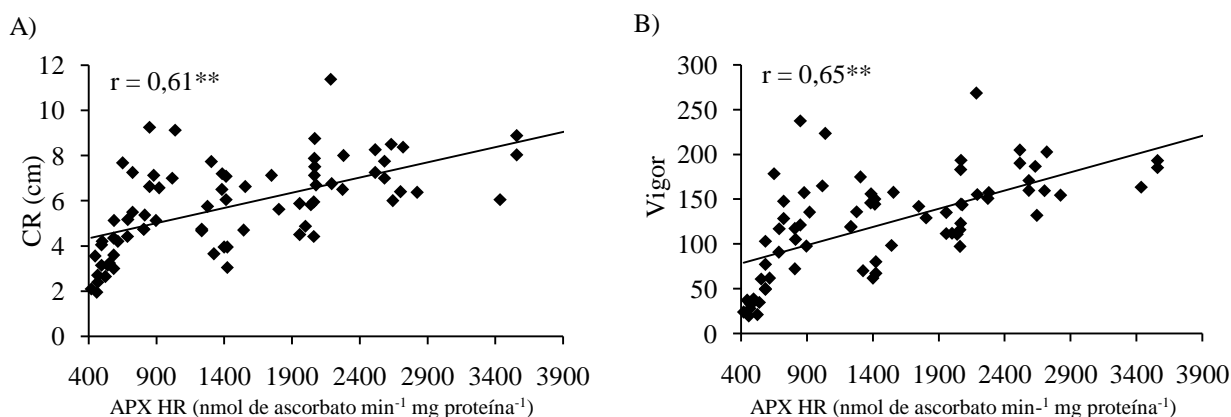 A)
r = 0,61**
CR (cm)
12
10
8
6
4
2
0
400 900 1400 1900 2400 2900 3400 3900
APX HR (nmol de ascorbato min⁻¹ mg proteína⁻¹)
B)
r = 0,65**
Vigor
300
250
200
150
100
50
0
400 900 1400 1900 2400 2900 3400 3900
APX HR (nmol de ascorbato min-¹ mg proteína⁻¹)